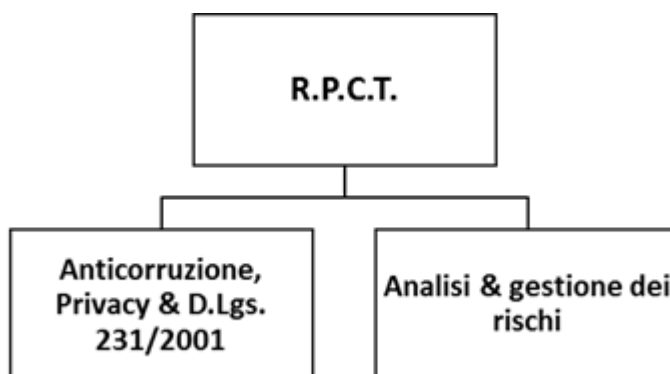 R.P.C.T.
Anticorruzione,
Privacy & D.Lgs.
231/2001
Analisi & gestione dei
rischi